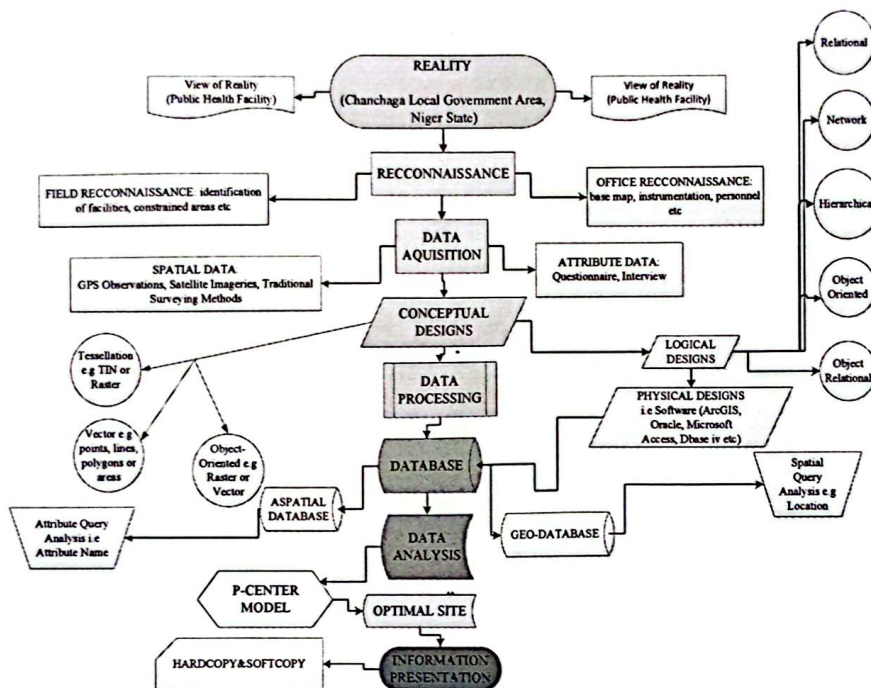 REALITY
(Chanchaga Local Government Area,
Niger State)
View of Reality
(Public Health Facility)
View of Reality
(Public Health Facility)
Relational
Network
Hierarchica
Object
Oriented
Object
Relational
RECCONNAISSANCE
FIELD RECCONNAISSANCE identification
of facilities, constrained areas etc
OFFICE RECCONNAISSANCE:
base map, instrumentation, personnel
etc
DATA
AQUISITION
SPATIAL DATA
GPS Observations, Satellite Imageries, Traditional
Surveying Methods
ATTRIBUTE DATA:
Questionnaire, Interview
CONCEPTUAL
DESIGNS
LOGICAL
DESIGNS
Tessellation
e.g TIN or
Raster
Vector e.g
points, lines,
polygons or
areas
Object-
Oriented e.g
Raster or
Vector
DATA
PROCESSING
PHYSICAL DESIGNS
i.e Software (ArcGIS,
Oracle, Microsoft
Access, Dbase iv etc)
DATABASE
ASPATIAL
DATABASE
Attribute Query
Analysis i.e
Attribute Name
GEO-DATABASE
Spatial
Query
Analysis e.g
Location
DATA
ANALYSIS
P-CENTER
MODEL
OPTIMAL SITE
INFORMATION
PRESENTATION
HARDCOPY&SOFTCOPY